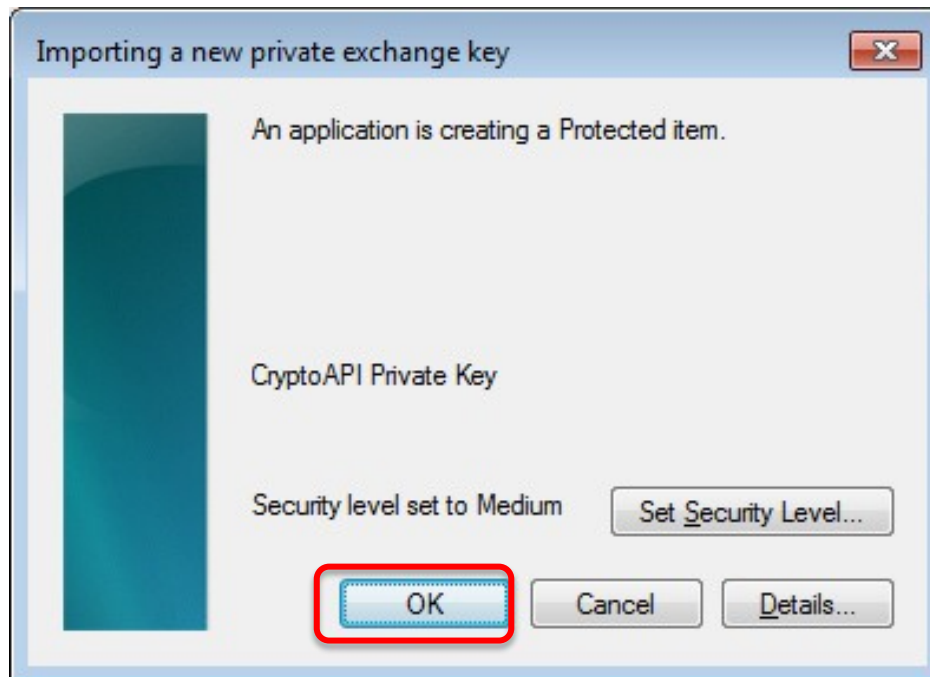 Importing a new private exchange key
An application is creating a Protected item.
CryptoAPI Private Key
Security level set to Medium
Set Security Level...
OK
Cancel
Details...